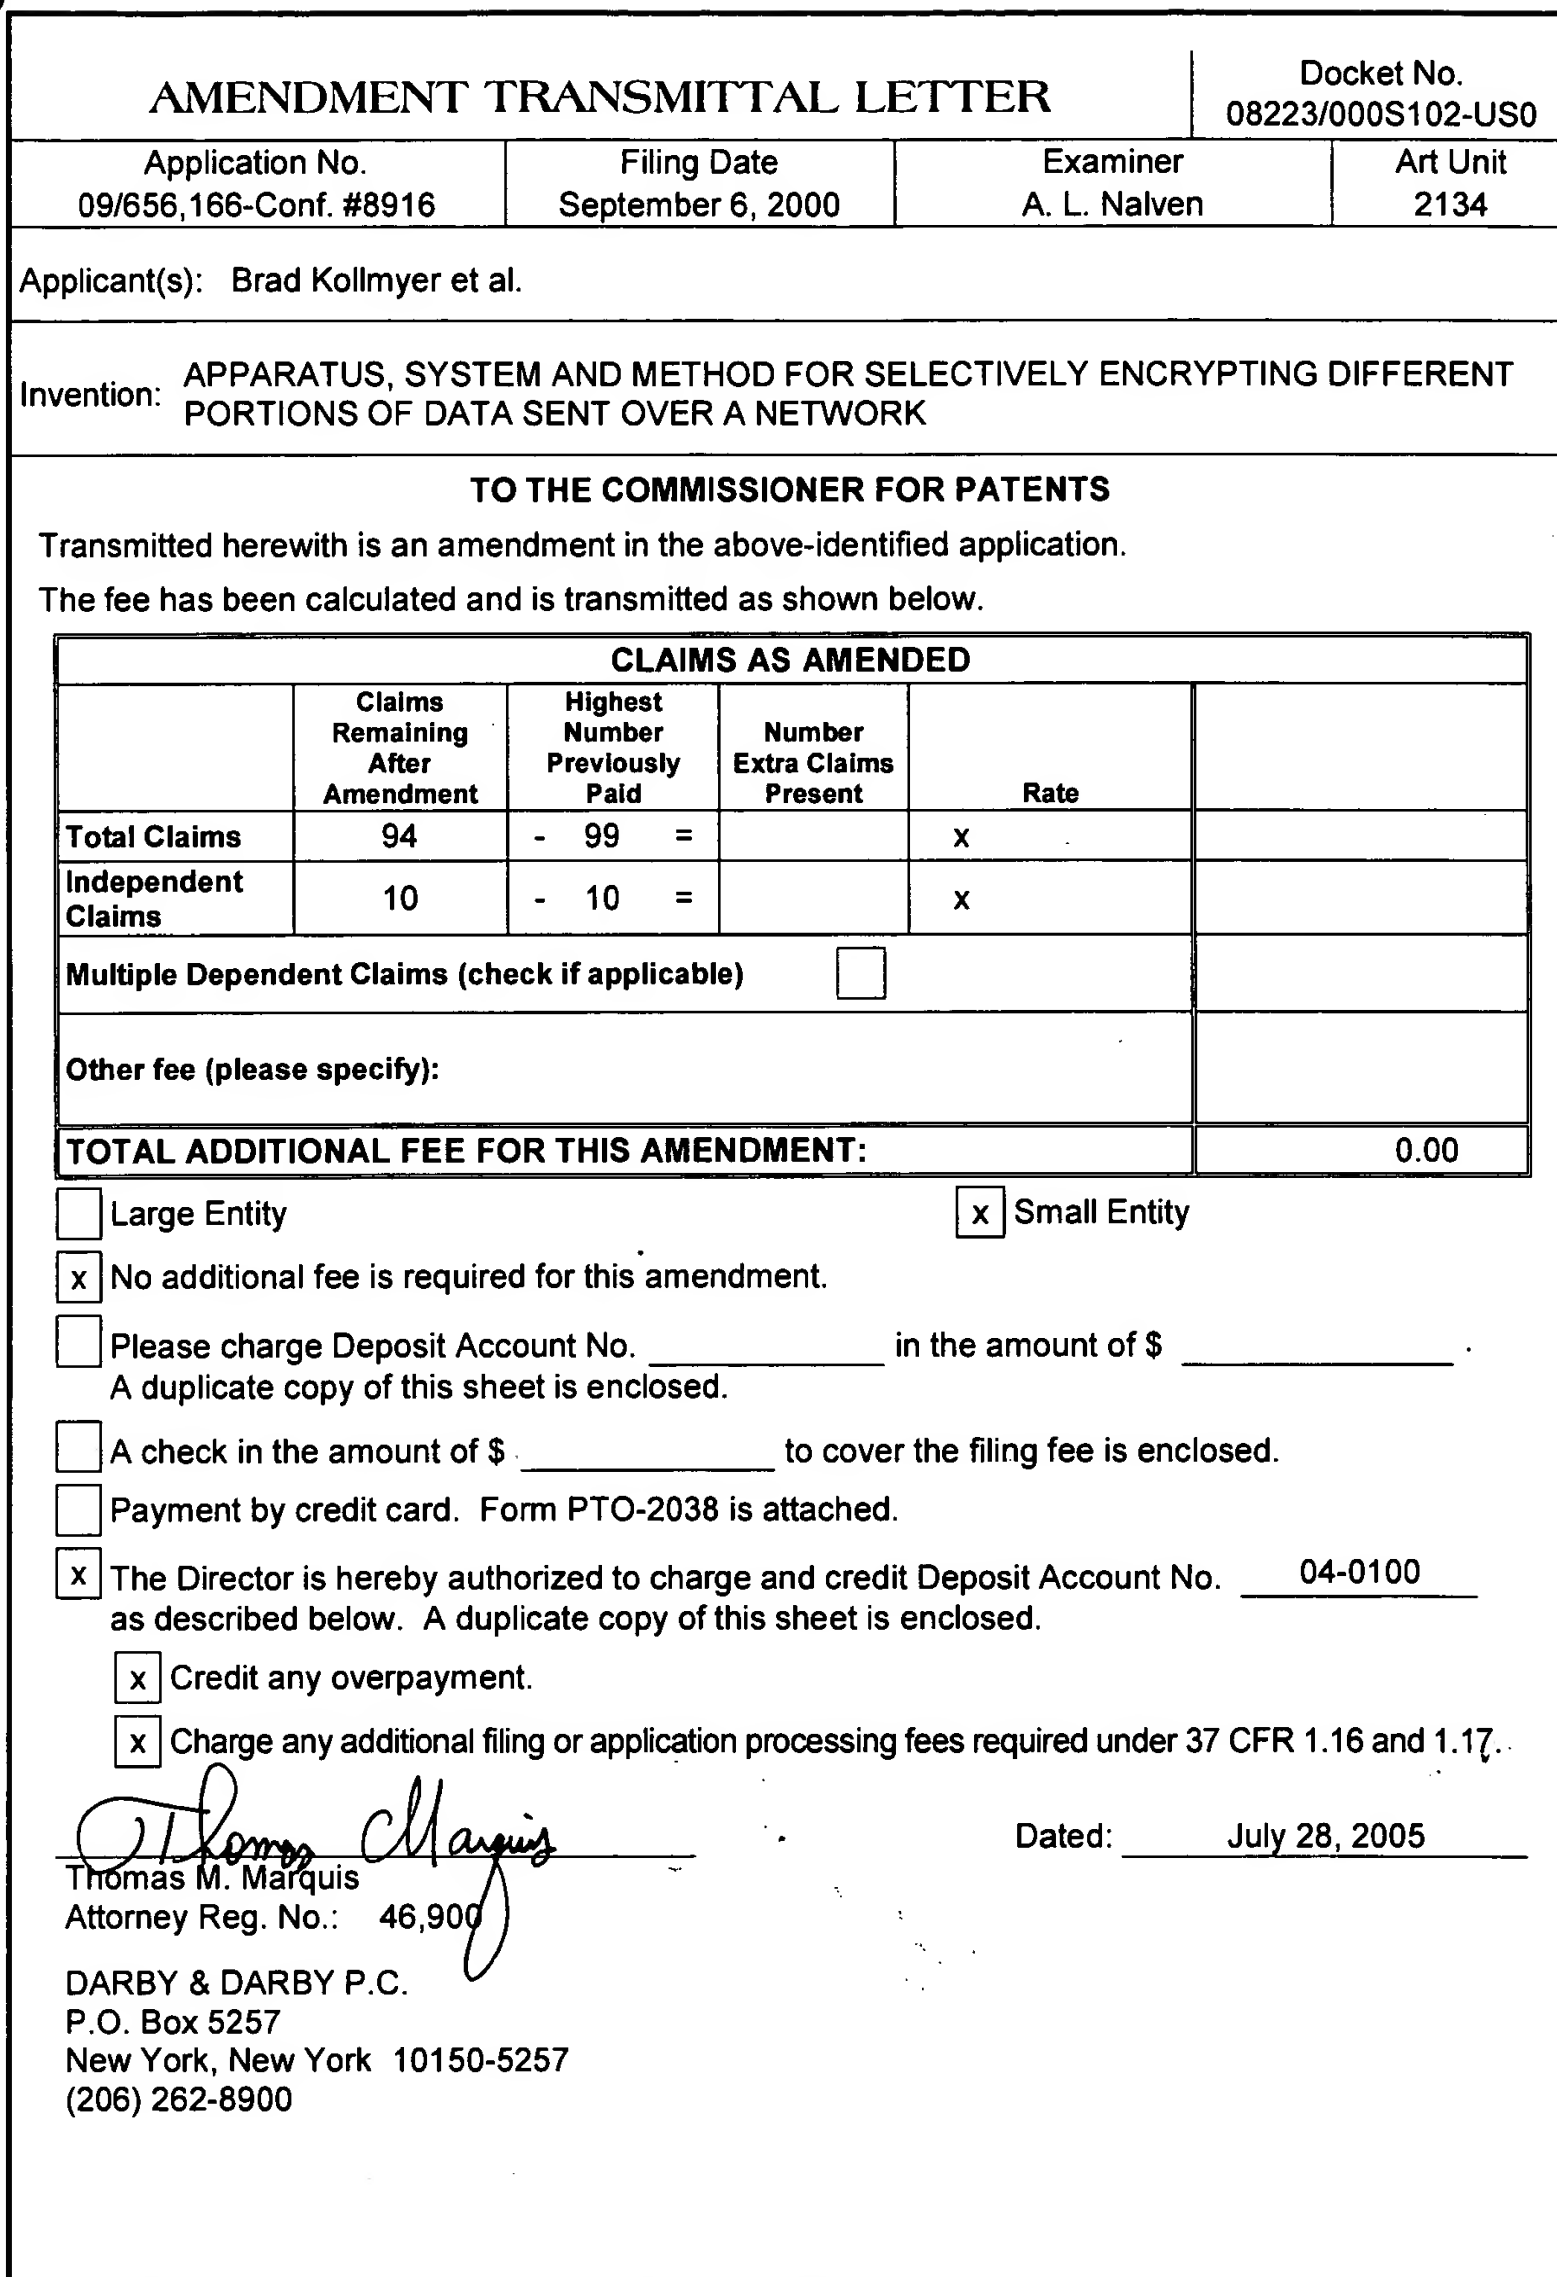 AMENDMENT TRANSMITTAL LETTER
Docket No.
08223/000S102-US0
Application No.
09/656,166-Conf. #8916
Filing Date
September 6, 2000
Examiner
A. L. Nalven
Art Unit
2134
Applicant(s): Brad Kollmyer et al.
Invention: APPARATUS, SYSTEM AND METHOD FOR SELECTIVELY ENCRYPTING DIFFERENT
PORTIONS OF DATA SENT OVER A NETWORK
TO THE COMMISSIONER FOR PATENTS
Transmitted herewith is an amendment in the above-identified application.
The fee has been calculated and is transmitted as shown below.
CLAIMS AS AMENDED
Claims
Remaining
After
Amendment
Highest
Number
Previously
Paid
Number
Extra Claims
Present
Rate
Total Claims 94 - 99 = x
Independent
Claims
10 - 10 = x
Multiple Dependent Claims (check if applicable)
Other fee (please specify):
TOTAL ADDITIONAL FEE FOR THIS AMENDMENT: 0.00
Large Entity x Small Entity
x No additional fee is required for this amendment.
Please charge Deposit Account No. in the amount of $ .
A duplicate copy of this sheet is enclosed.
A check in the amount of $ to cover the filing fee is enclosed.
Payment by credit card. Form PTO-2038 is attached.
x The Director is hereby authorized to charge and credit Deposit Account No. 04-0100
as described below. A duplicate copy of this sheet is enclosed.
x Credit any overpayment.
x Charge any additional filing or application processing fees required under 37 CFR 1.16 and 1.17.
Thomas Marquis
Dated: July 28, 2005
Thomas M. Marquis
Attorney Reg. No.: 46,900
DARBY & DARBY P.C.
P.O. Box 5257
New York, New York 10150-5257
(206) 262-8900